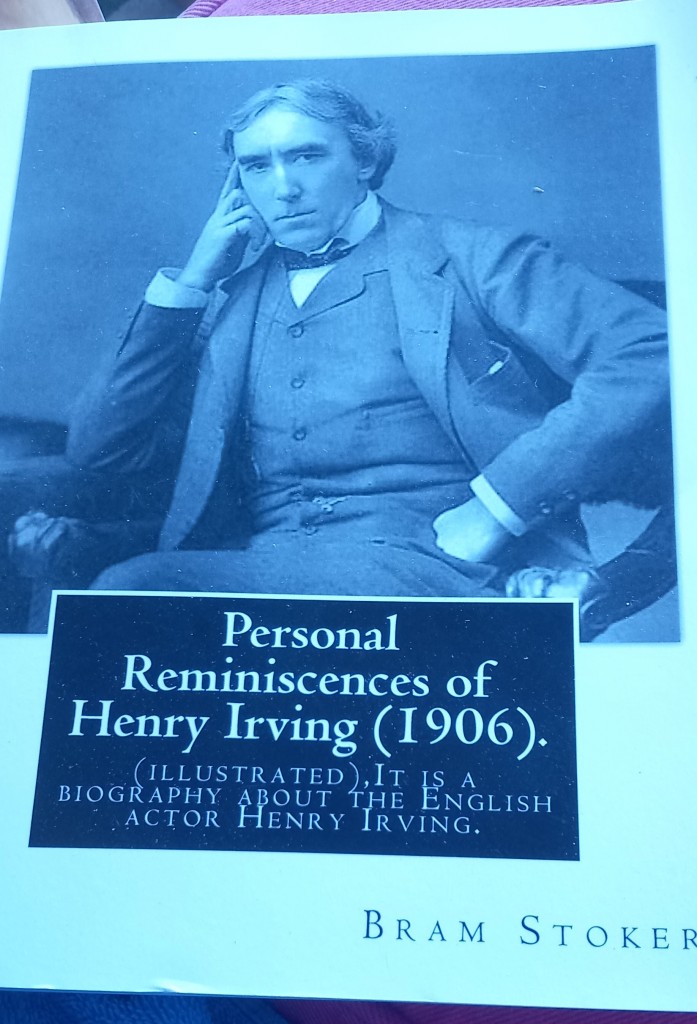 Personal
Reminiscences of
Henry Irving (1906).
(ILLUSTRATED),IT IS A
BIOGRAPHY ABOUT THE ENGLISH
ACTOR HENRY IRVING.
BRAM STOKER